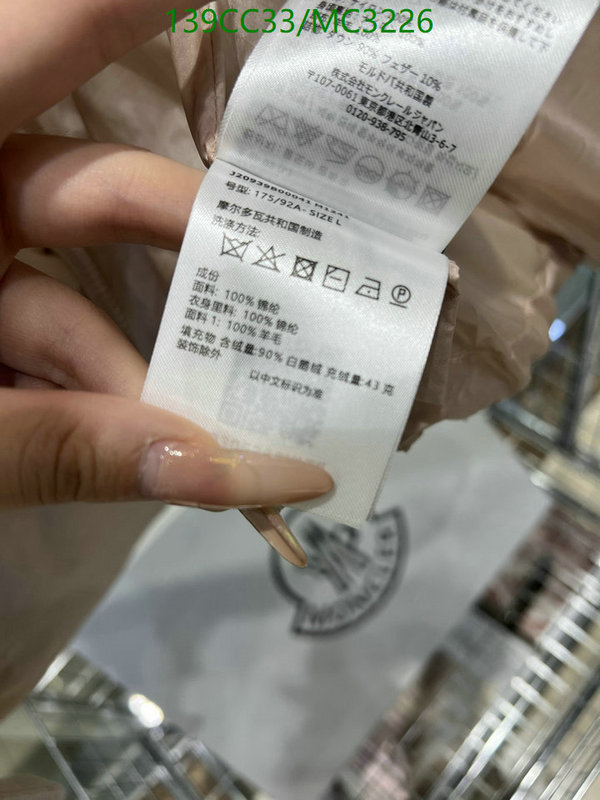 139CC33/MC3226
ダウン 90% フェザー 10%
モルドバ共和国製
株式会社モンクレール ジャパン
〒107-0061 東京都港区北青山3-6-7
0120-938-795
号型: 175/92A- SIZE L
摩尔多瓦共和国制造
洗涤方法:
成份
面料: 100% 锦纶
衣身里料: 100% 锦纶
面料 1: 100% 羊毛
填充物 含绒量:90% 白鹅绒 充绒量:43 克
装饰除外
以中文标识为准
MONCLER